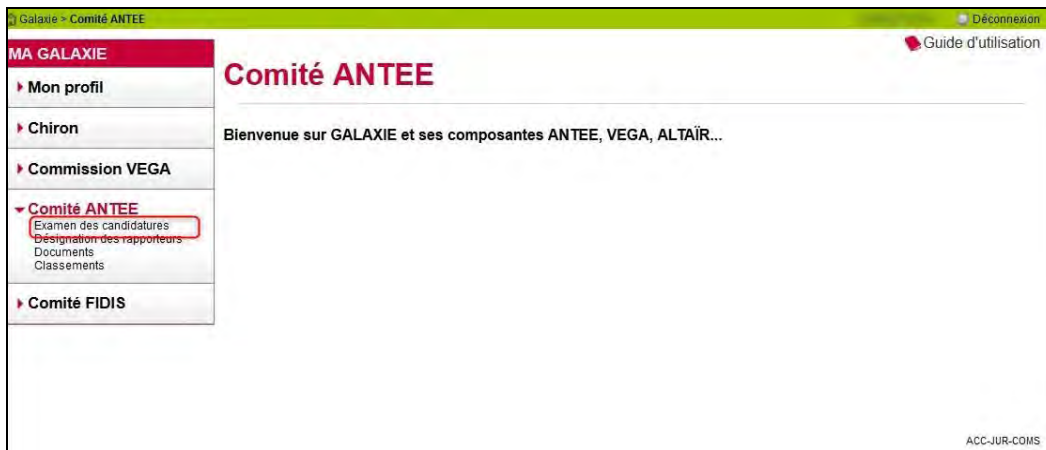 Galaxie > Comité ANTEE
Déconnexion
Guide d'utilisation
MA GALAXIE
Mon profil
Chiron
Commission VEGA
Comité ANTEE
Examen des candidatures
Désignation des rapporteurs
Documents
Classements
Comité FIDIS
Comité ANTEE
Bienvenue sur GALAXIE et ses composantes ANTEE, VEGA, ALTAÏR...
ACC-JUR-COMS